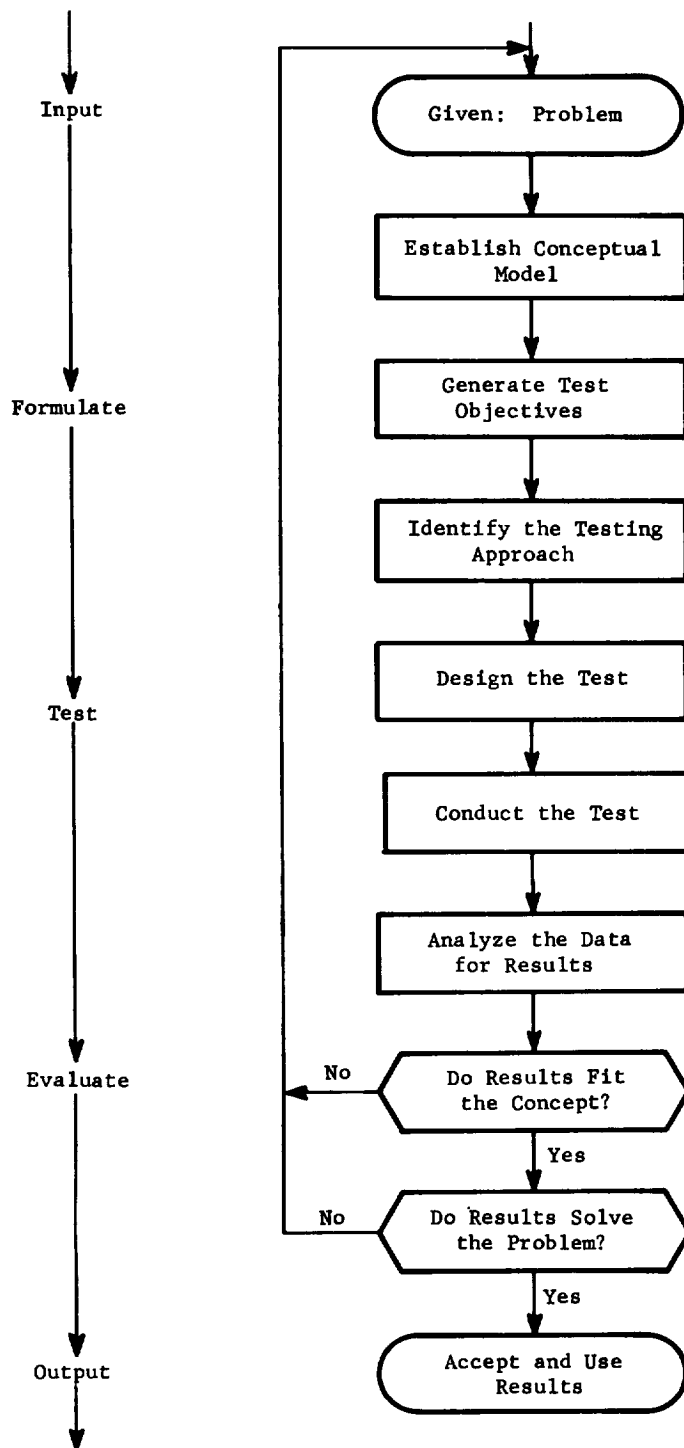 Input
Given: Problem
Establish Conceptual
Model
Formulate
Generate Test
Objectives
Identify the Testing
Approach
Test
Design the Test
Conduct the Test
Analyze the Data
for Results
Evaluate
No
Do Results Fit
the Concept?
Yes
No
Do Results Solve
the Problem?
Yes
Output
Accept and Use
Results